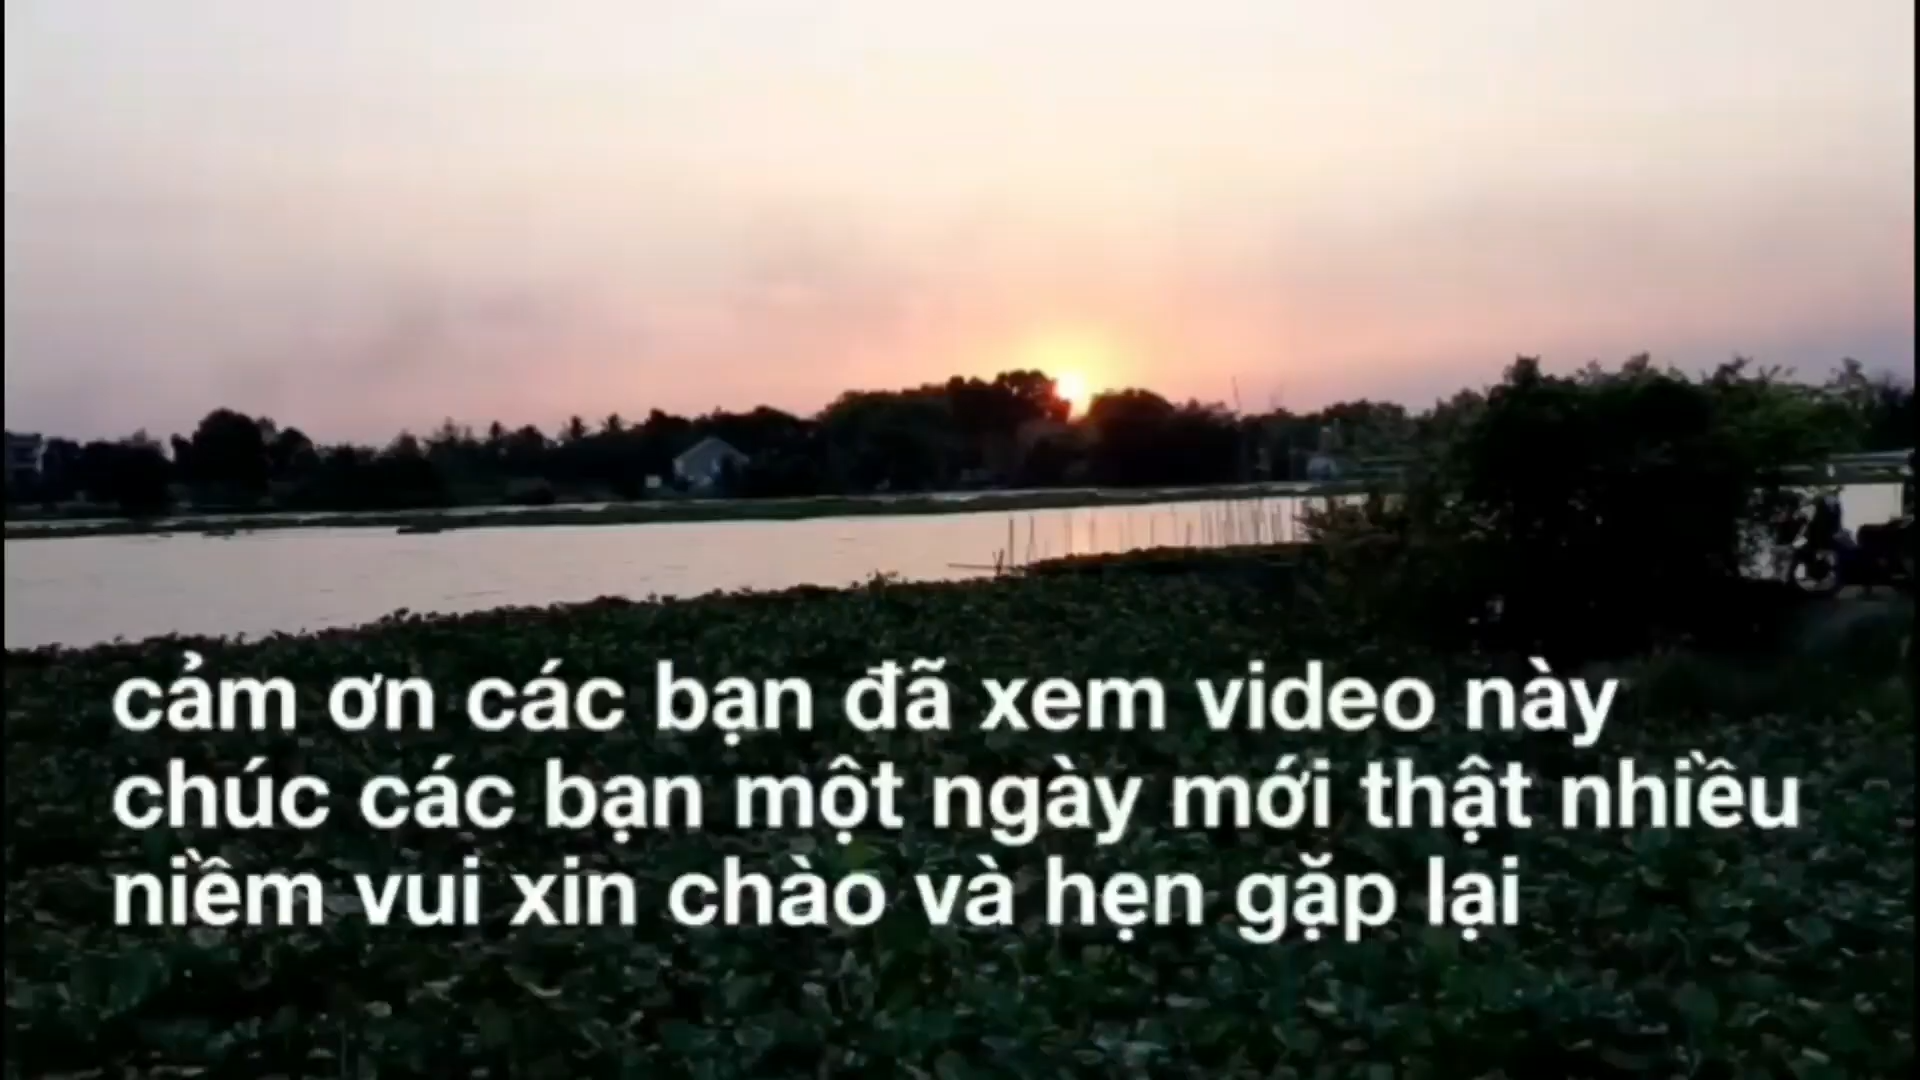 cảm ơn các bạn đã xem video này
chúc các bạn một ngày mới thật nhiều
niềm vui xin chào và hẹn gặp lại